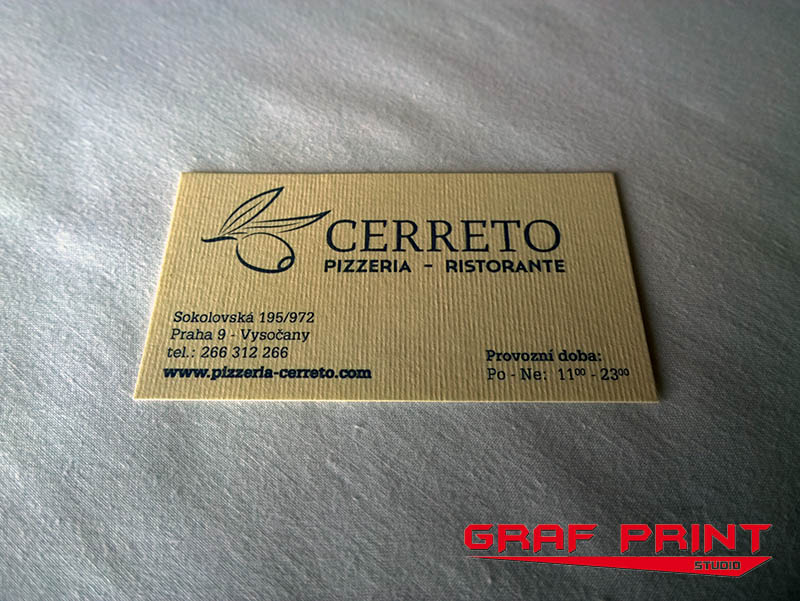 CERRETO
PIZZERIA - RISTORANTE
Sokolovská 195/972
Praha 9 - Vysočany
tel.: 266 312 266
www.pizzeria-cerreto.com
Provozní doba:
Po - Ne: 11⁰⁰ - 23⁰⁰
GRAF PRINT
STUDIO